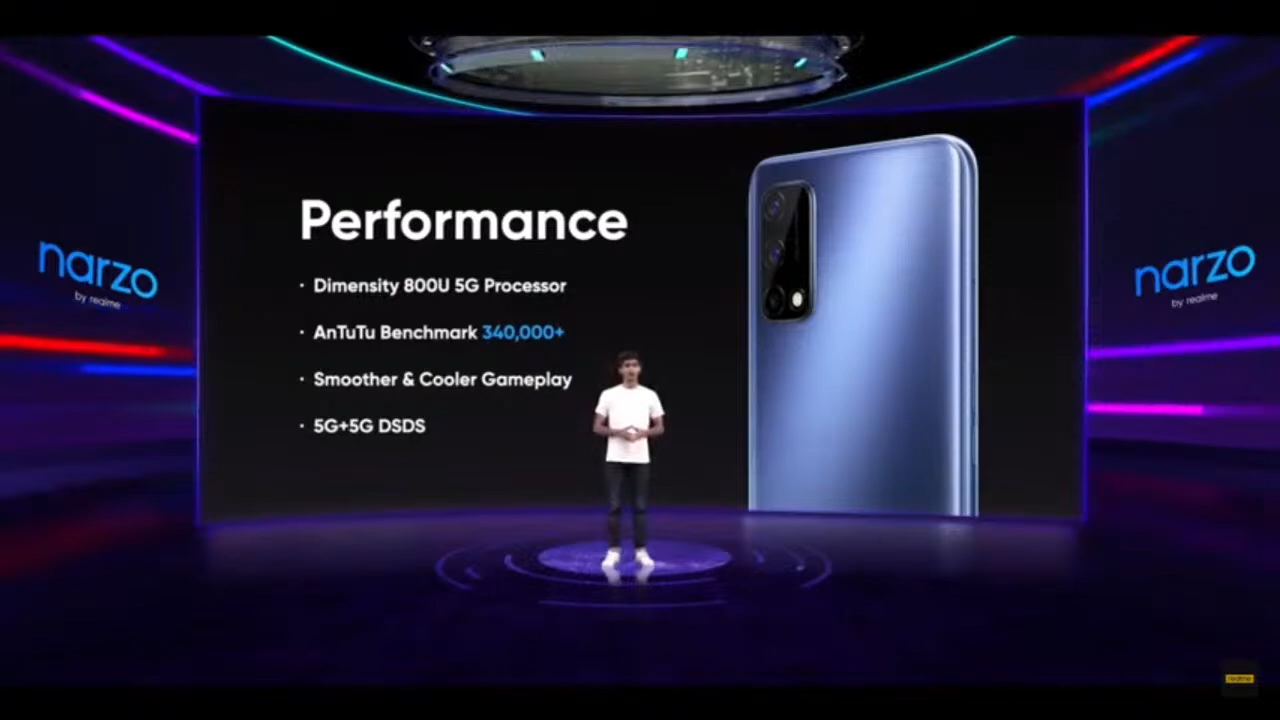 Performance
narzo
by realme
· Dimensity 800U 5G Processor
· AnTuTu Benchmark 340,000+
· Smoother & Cooler Gameplay
· 5G+5G DSDS
narzo
by realme
realme